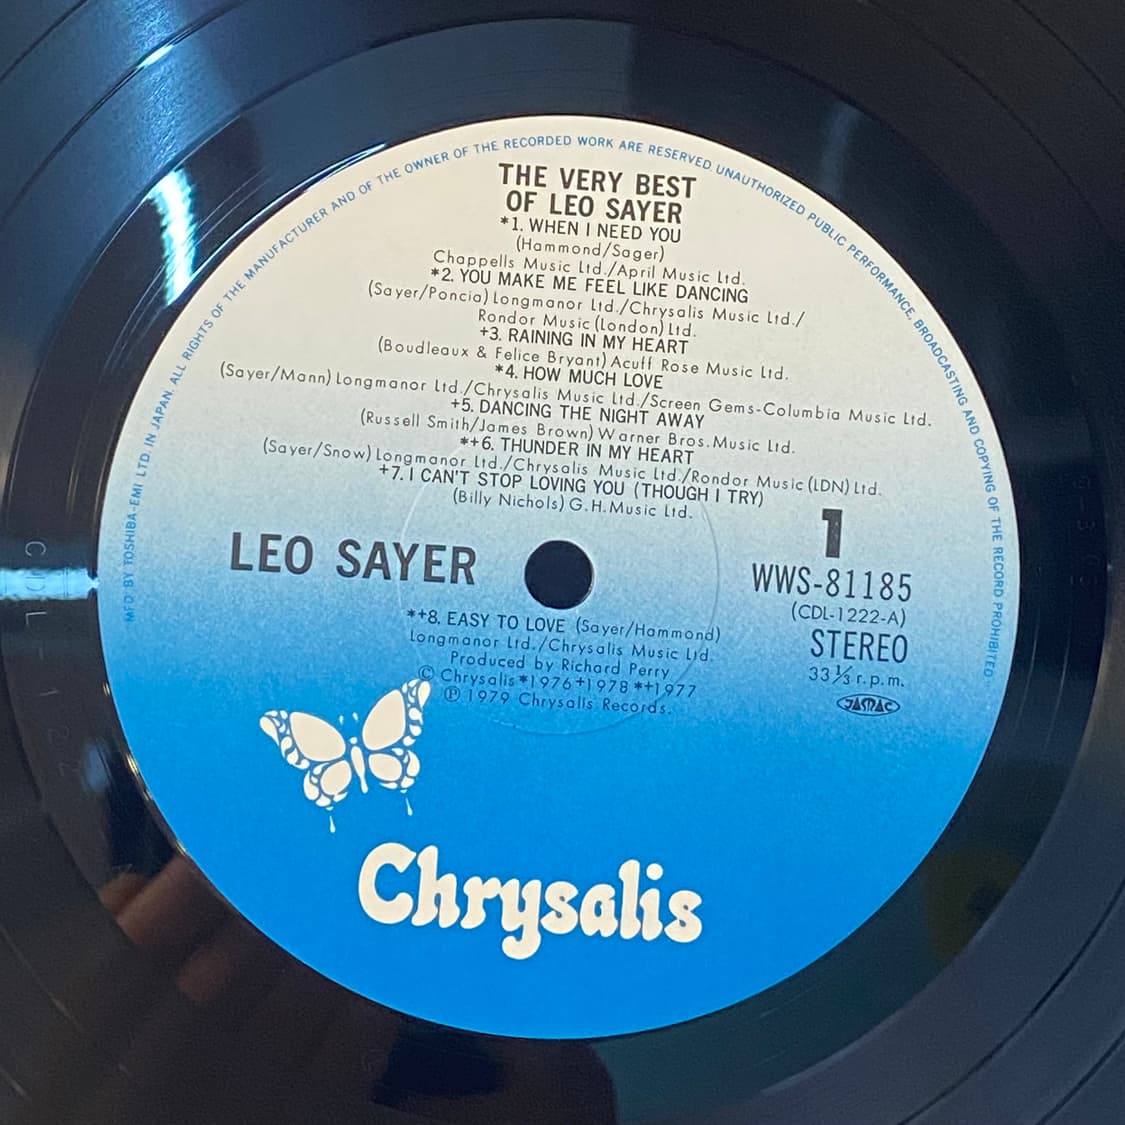 MFD BY TOSHIBA-EMI LTD. IN JAPAN. ALL RIGHTS OF THE MANUFACTURER AND OF THE OWNER OF THE RECORDED WORK ARE RESERVED. UNAUTHORIZED PUBLIC PERFORMANCE, BROADCASTING AND COPYING OF THE RECORD PROHIBITED
THE VERY BEST
OF LEO SAYER
*1. WHEN I NEED YOU
(Hammond/Sager)
Chappells Music Ltd./April Music Ltd.
*2. YOU MAKE ME FEEL LIKE DANCING
(Sayer/Poncia) Longmanor Ltd./Chrysalis Music Ltd./
Rondor Music (London) Ltd.
+3. RAINING IN MY HEART
(Boudleaux & Felice Bryant) Acuff Rose Music Ltd.
*4. HOW MUCH LOVE
(Sayer/Mann) Longmanor Ltd./Chrysalis Music Ltd./Screen Gems-Columbia Music Ltd.
+5. DANCING THE NIGHT AWAY
(Russell Smith/James Brown) Warner Bros. Music Ltd.
*+6. THUNDER IN MY HEART
(Sayer/Snow) Longmanor Ltd./Chrysalis Music Ltd./Rondor Music (LDN) Ltd.
+7. I CAN'T STOP LOVING YOU (THOUGH I TRY)
(Billy Nichols) G.H. Music Ltd.
LEO SAYER
1
WWS-81185
(CDL-1222-A)
STEREO
33 1/3 r.p.m.
JASRAC
*+8. EASY TO LOVE (Sayer/Hammond)
Longmanor Ltd./Chrysalis Music Ltd.
Produced by Richard Perry
© Chrysalis *1976 +1978 *+1977
℗ 1979 Chrysalis Records.
Chrysalis